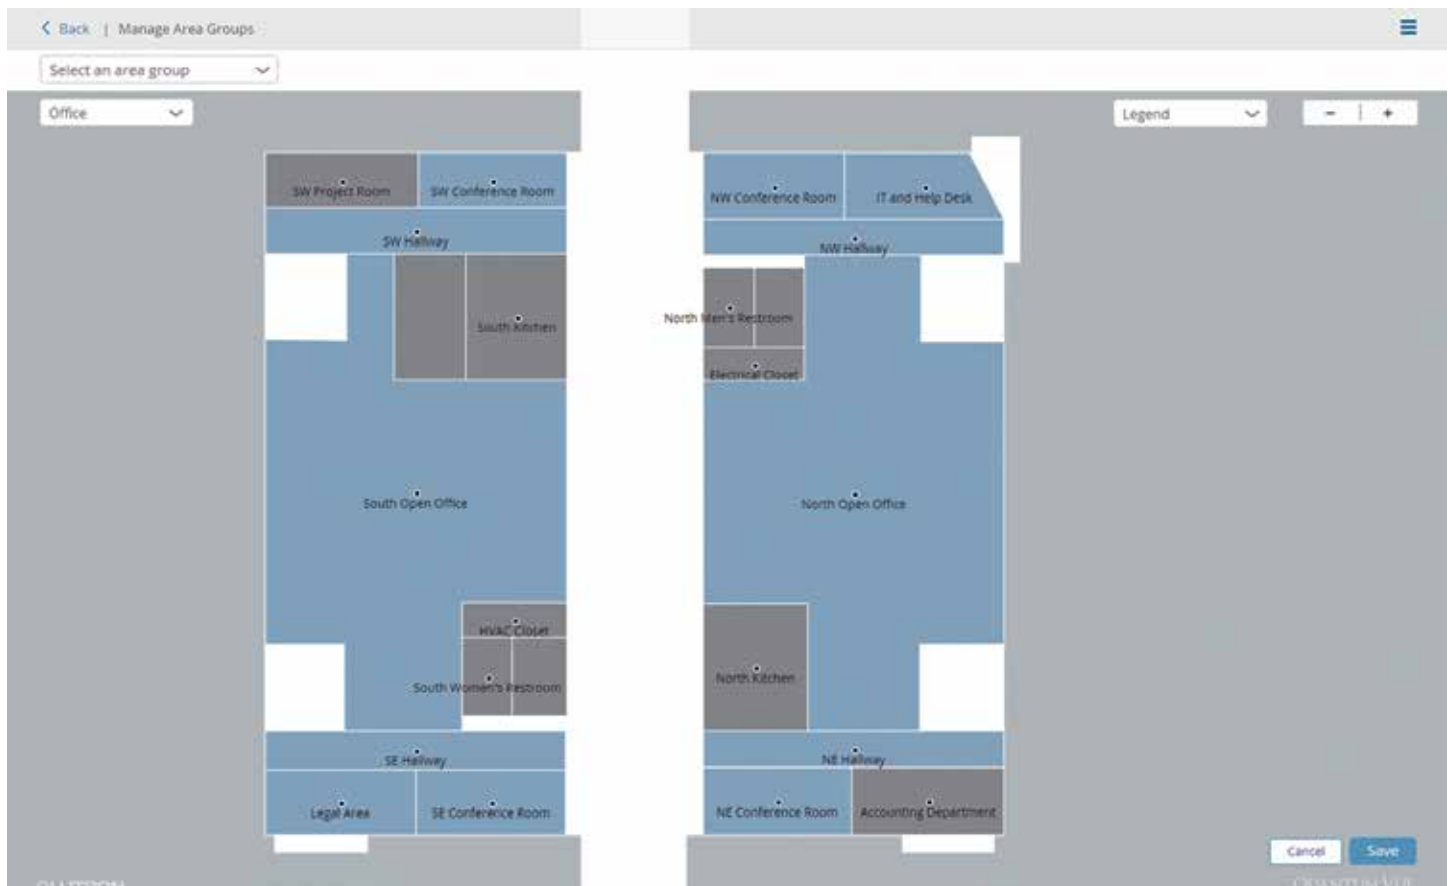 Back | Manage Area Groups
Select an area group
Office
Legend
- | +
SW Project Room
SW Conference Room
NW Conference Room
IT and Help Desk
SW Hallway
NW Hallway
South Kitchen
North Men's Restroom
Electrical Closet
South Open Office
North Open Office
HVAC Closet
South Women's Restroom
North Kitchen
SE Hallway
NE Hallway
Legal Area
SE Conference Room
NE Conference Room
Accounting Department
Cancel
Save